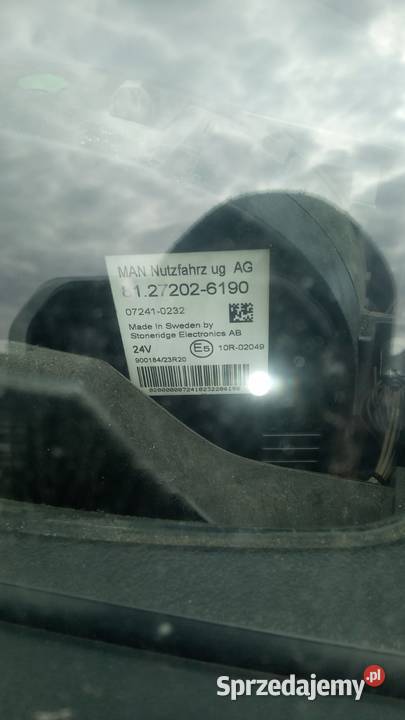 MAN Nutzfahrz ug AG
81.27202-6190
07241-0232
Made in Sweden by
Stoneridge Electronics AB
24V E5 10R-02049
900184/23R20
Sprzedajemy.pl